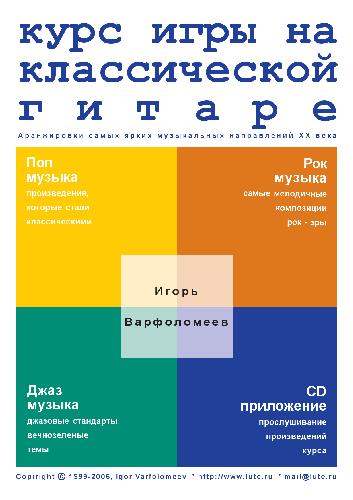 курс игры на
классической
гитаре
Аранжировки самых ярких музыкальных направлений XX века
Поп
музыка
произведения,
которые стали
классическими
Рок
музыка
самые мелодичные
композиции
рок - эры
Игорь
Варфоломеев
Джаз
музыка
джазовые стандарты
вечнозеленые
темы
CD
приложение
прослушивание
произведений
курса
Copyright © 1999-2006, Igor Varfolomeev * http://www.lute.ru * mail@lute.ru